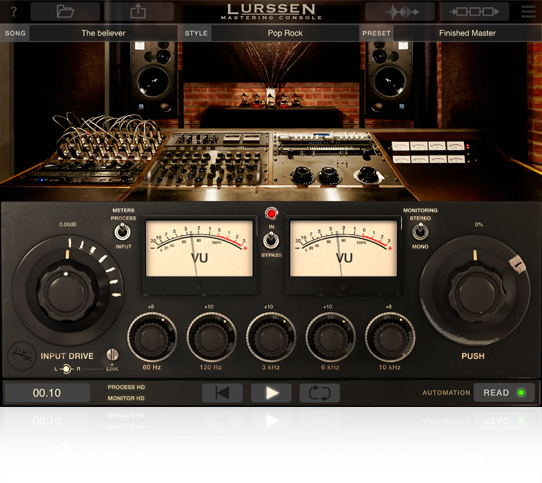 ?
LURSSEN
MASTERING CONSOLE
SONG The believer STYLE Pop Rock PRESET Finished Master
METERS
PROCESS
INPUT
IN
BYPASS
MONITORING
STEREO
MONO
0.00dB
0%
VU
VU
+8 +10 +10 +10 +8
60 Hz 120 Hz 3 kHz 6 kHz 10 kHz
INPUT DRIVE
L R
LINK
PUSH
00.10
PROCESS HD
MONITOR HD
AUTOMATION READ